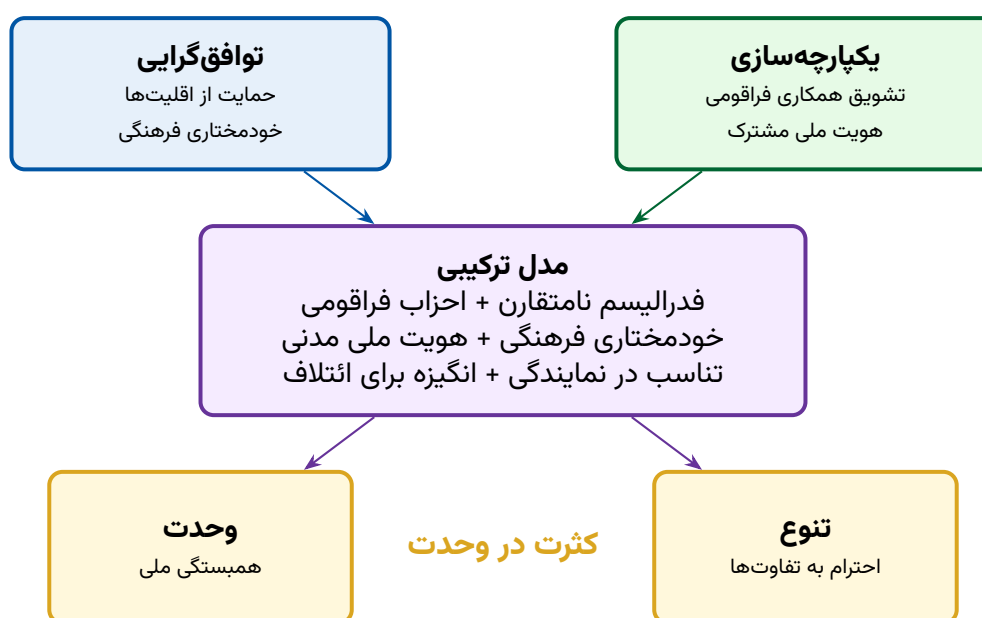 یکپارچه‌سازی
تشویق همکاری فراقومی
هویت ملی مشترک
توافق‌گرایی
حمایت از اقلیت‌ها
خودمختاری فرهنگی
مدل ترکیبی
فدرالیسم نامتقارن + احزاب فراقومی
خودمختاری فرهنگی + هویت ملی مدنی
تناسب در نمایندگی + انگیزه برای ائتلاف
تنوع
احترام به تفاوت‌ها
کثرت در وحدت
وحدت
همبستگی ملی